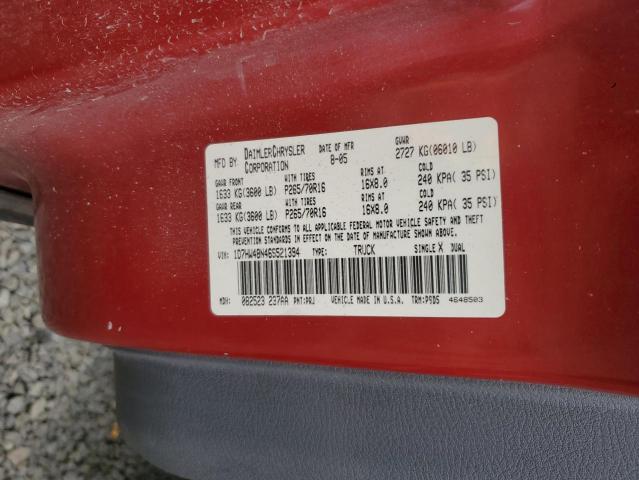 MFD BY DAIMLERCHRYSLER CORPORATION DATE OF MFR 8-05 GVWR 2727 KG(06010 LB)
GAWR FRONT WITH TIRES RIMS AT COLD
1633 KG(3600 LB) P265/70R16 16X8.0 240 KPA( 35 PSI)
GAWR REAR WITH TIRES RIMS AT COLD
1633 KG(3600 LB) P265/70R16 16X8.0 240 KPA( 35 PSI)
THIS VEHICLE CONFORMS TO ALL APPLICABLE FEDERAL MOTOR VEHICLE SAFETY AND THEFT
PREVENTION STANDARDS IN EFFECT ON THE DATE OF MANUFACTURE SHOWN ABOVE.
VIN: 1D7HW48N46S521394 TYPE: TRUCK SINGLE X DUAL
MDH: 082523 237AA PNT:PRJ VEHICLE MADE IN U.S.A. TRM:P5D5 4648503